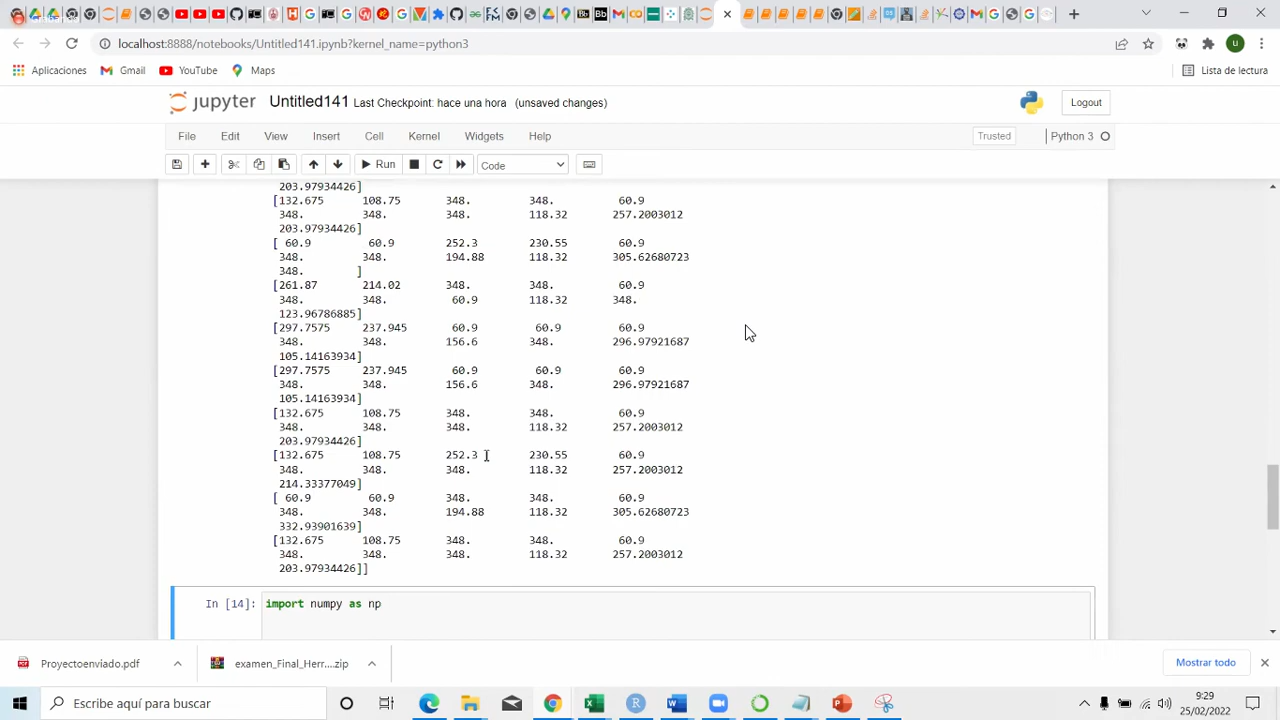 localhost:8888/notebooks/Untitled141.ipynb?kernel_name=python3
Aplicaciones Gmail YouTube Maps Lista de lectura
jupyter Untitled141 Last Checkpoint: hace una hora (unsaved changes) Logout
File Edit View Insert Cell Kernel Widgets Help Trusted Python 3
Run Code
203.97934426]
[132.675 108.75 348. 348. 60.9
348. 348. 348. 118.32 257.2003012
203.97934426]
[ 60.9 60.9 252.3 230.55 60.9
348. 348. 194.88 118.32 305.62680723
348. ]
[261.87 214.02 348. 348. 60.9
348. 348. 60.9 118.32 348.
123.96786885]
[297.7575 237.945 60.9 60.9 60.9
348. 348. 156.6 348. 296.97921687
105.14163934]
[297.7575 237.945 60.9 60.9 60.9
348. 348. 156.6 348. 296.97921687
105.14163934]
[132.675 108.75 348. 348. 60.9
348. 348. 348. 118.32 257.2003012
203.97934426]
[132.675 108.75 252.3 230.55 60.9
348. 348. 348. 118.32 257.2003012
214.33377049]
[ 60.9 60.9 348. 348. 60.9
348. 348. 194.88 118.32 305.62680723
332.93901639]
[132.675 108.75 348. 348. 60.9
348. 348. 348. 118.32 257.2003012
203.97934426]]
In [14]: import numpy as np
Proyectoenviado.pdf examen_Final_Herr....zip Mostrar todo
Escribe aquí para buscar
9:29
25/02/2022